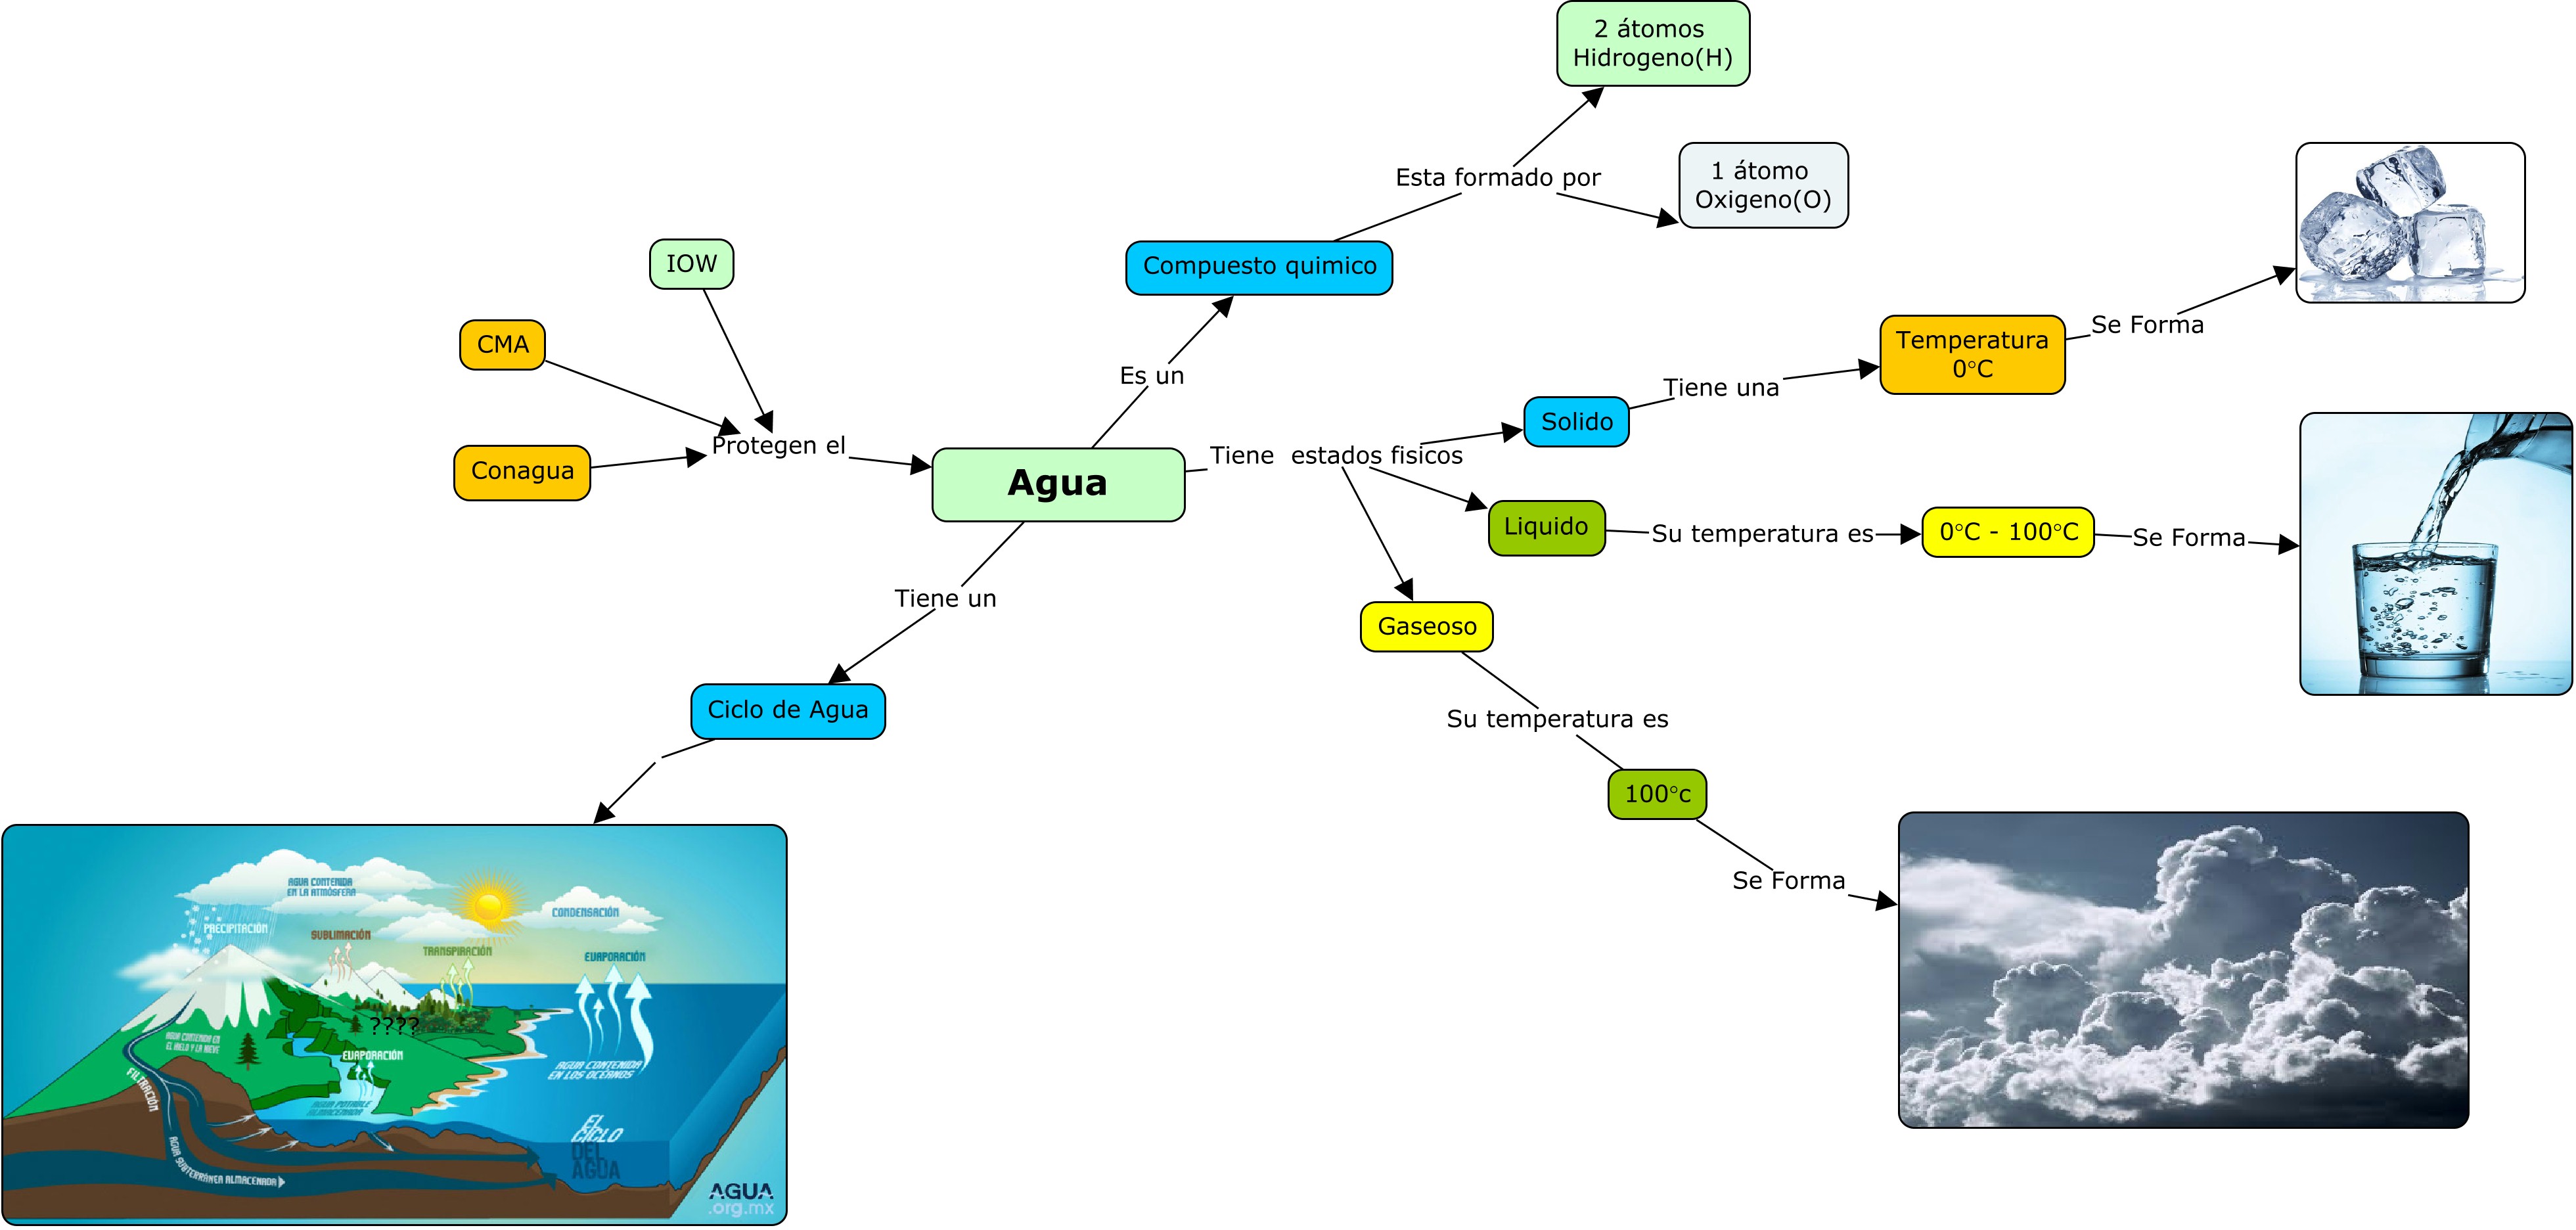 2 átomos
Hidrogeno(H)
Esta formado por
1 átomo
Oxigeno(O)
IOW
Compuesto quimico
CMA
Es un
Temperatura
0°C
Se Forma
Tiene una
Solido
Conagua
Protegen el
Agua
Tiene  estados fisicos
Liquido
Su temperatura es
0°C - 100°C
Se Forma
Tiene un
Gaseoso
Ciclo de Agua
Su temperatura es
100°c
Se Forma
AGUA CONTENIDA
EN LA ATMÓSFERA
CONDENSACIÓN
PRECIPITACIÓN
SUBLIMACIÓN
TRANSPIRACIÓN
EVAPORACIÓN
????
AGUA CONTENIDA EN
EL HIELO Y LA NIEVE
EVAPORACIÓN
AGUA CONTENIDA
EN LOS OCEANOS
FILTRACIÓN
AGUA POTABLE
ALMACENADA
EL
CICLO
DEL
AGUA
AGUA SUBTERRÁNEA ALMACENADA
AGUA
.org.mx